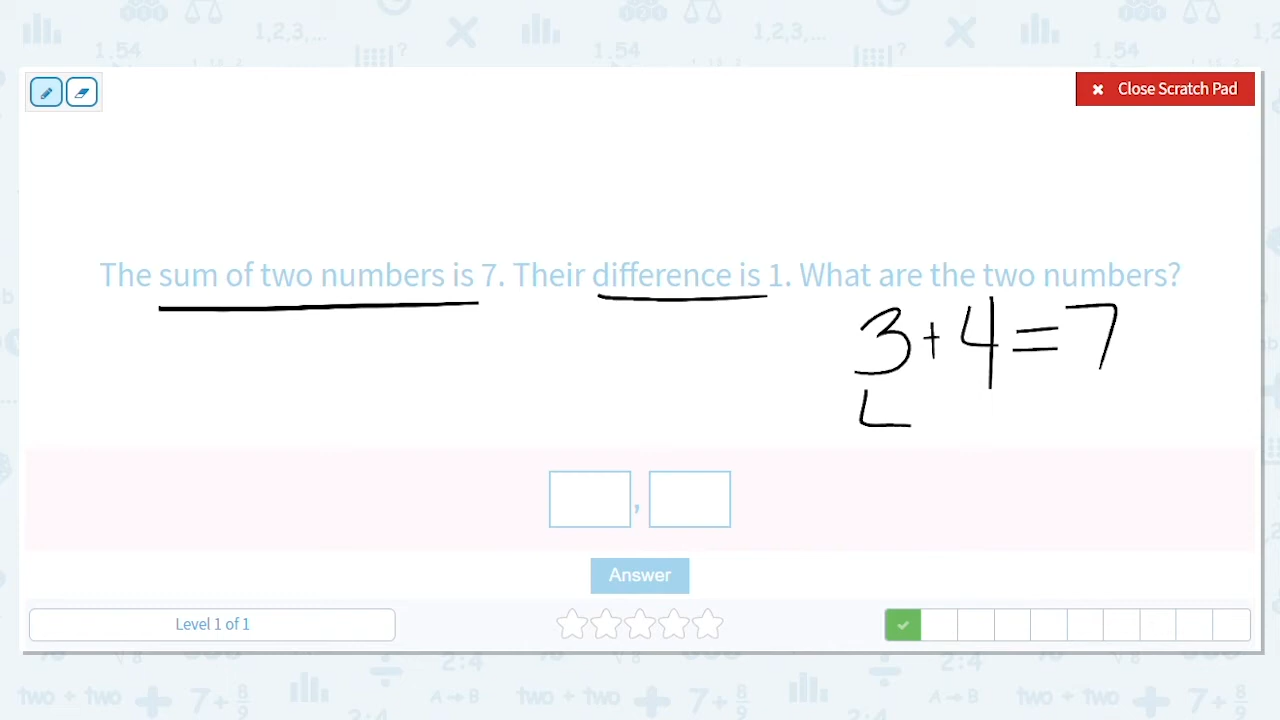 Close Scratch Pad
The sum of two numbers is 7. Their difference is 1. What are the two numbers?
3+4=7
,
Answer
Level 1 of 1